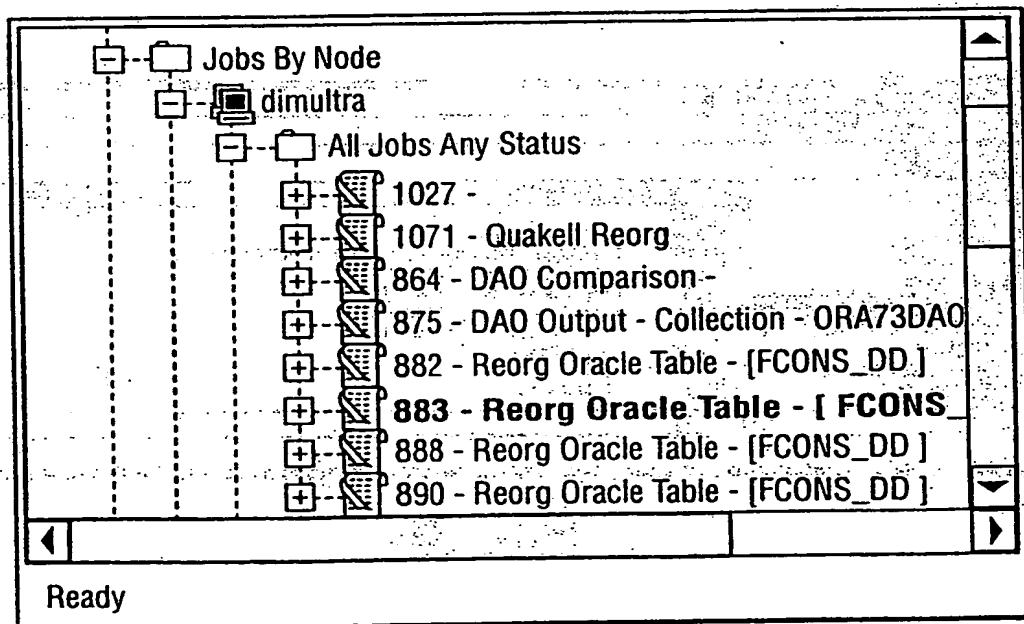 Jobs By Node
dimultra
All Jobs Any Status
1027 -
1071 - Quakell Reorg
864 - DAO Comparison -
875 - DAO Output - Collection - ORA73DAO
882 - Reorg Oracle Table - [FCONS_DD ]
883 - Reorg Oracle Table - [ FCONS_
888 - Reorg Oracle Table - [FCONS_DD ]
890 - Reorg Oracle Table - [FCONS_DD ]
Ready